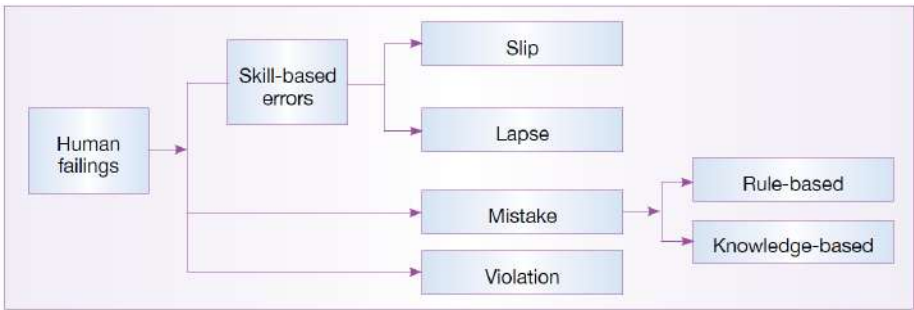 Human
failings
Skill-based
errors
Slip
Lapse
Mistake
Violation
Rule-based
Knowledge-based